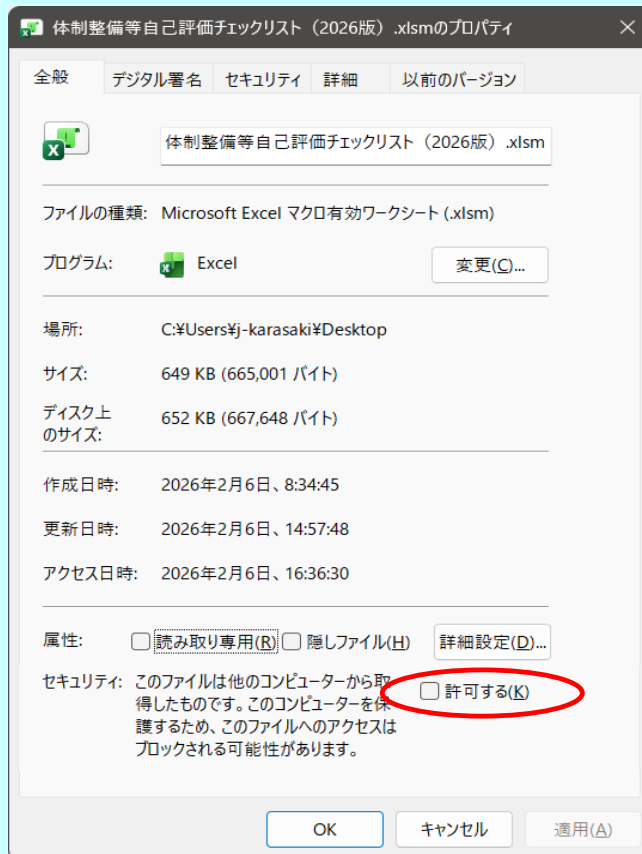 体制整備等自己評価チェックリスト（2026版）.xlsmのプロパティ
全般 デジタル署名 セキュリティ 詳細 以前のバージョン
体制整備等自己評価チェックリスト（2026版）.xlsm
ファイルの種類: Microsoft Excel マクロ有効ワークシート (.xlsm)
プログラム: Excel 変更(C)...
場所: C:¥Users¥j-karasaki¥Desktop
サイズ: 649 KB (665,001 バイト)
ディスク上
のサイズ: 652 KB (667,648 バイト)
作成日時: 2026年2月6日、8:34:45
更新日時: 2026年2月6日、14:57:48
アクセス日時: 2026年2月6日、16:36:30
属性: 読み取り専用(R) 隠しファイル(H) 詳細設定(D)...
セキュリティ: このファイルは他のコンピューターから取 許可する(K)
得したものです。このコンピューターを保
護するため、このファイルへのアクセスは
ブロックされる可能性があります。
OK キャンセル 適用(A)